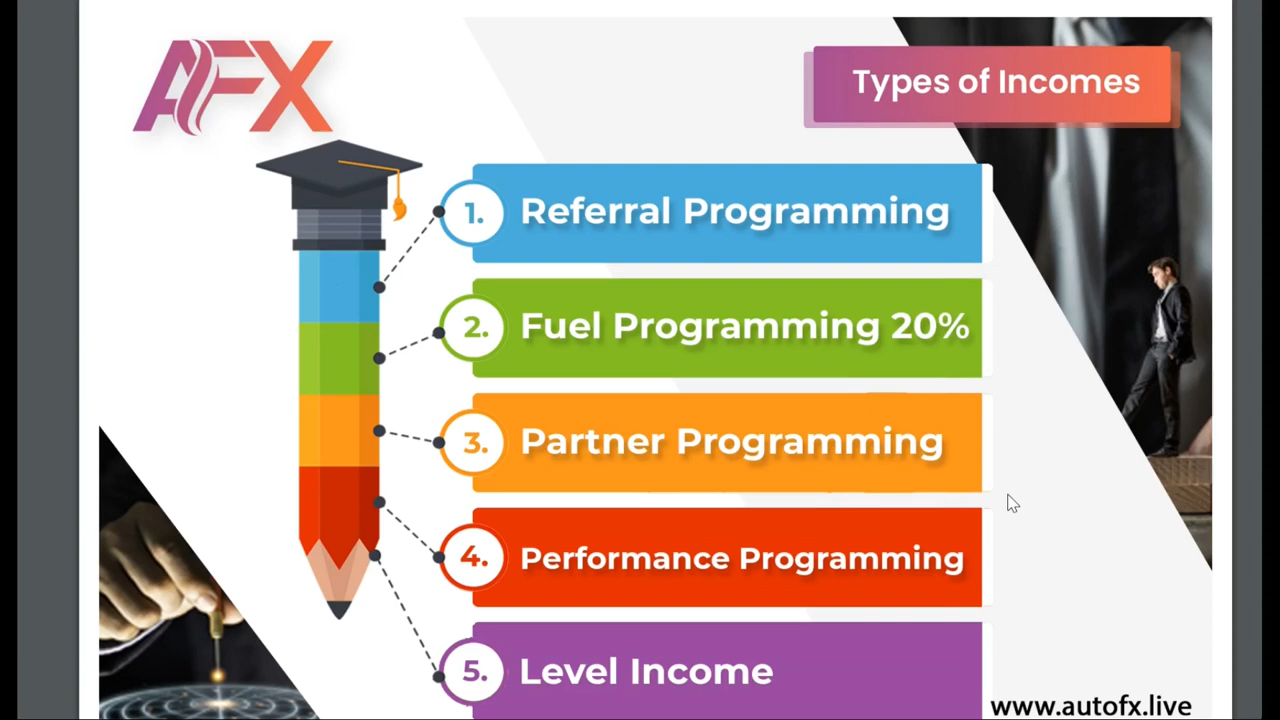 AFX
Types of Incomes
1. Referral Programming
2. Fuel Programming 20%
3. Partner Programming
4. Performance Programming
5. Level Income
www.autofx.live